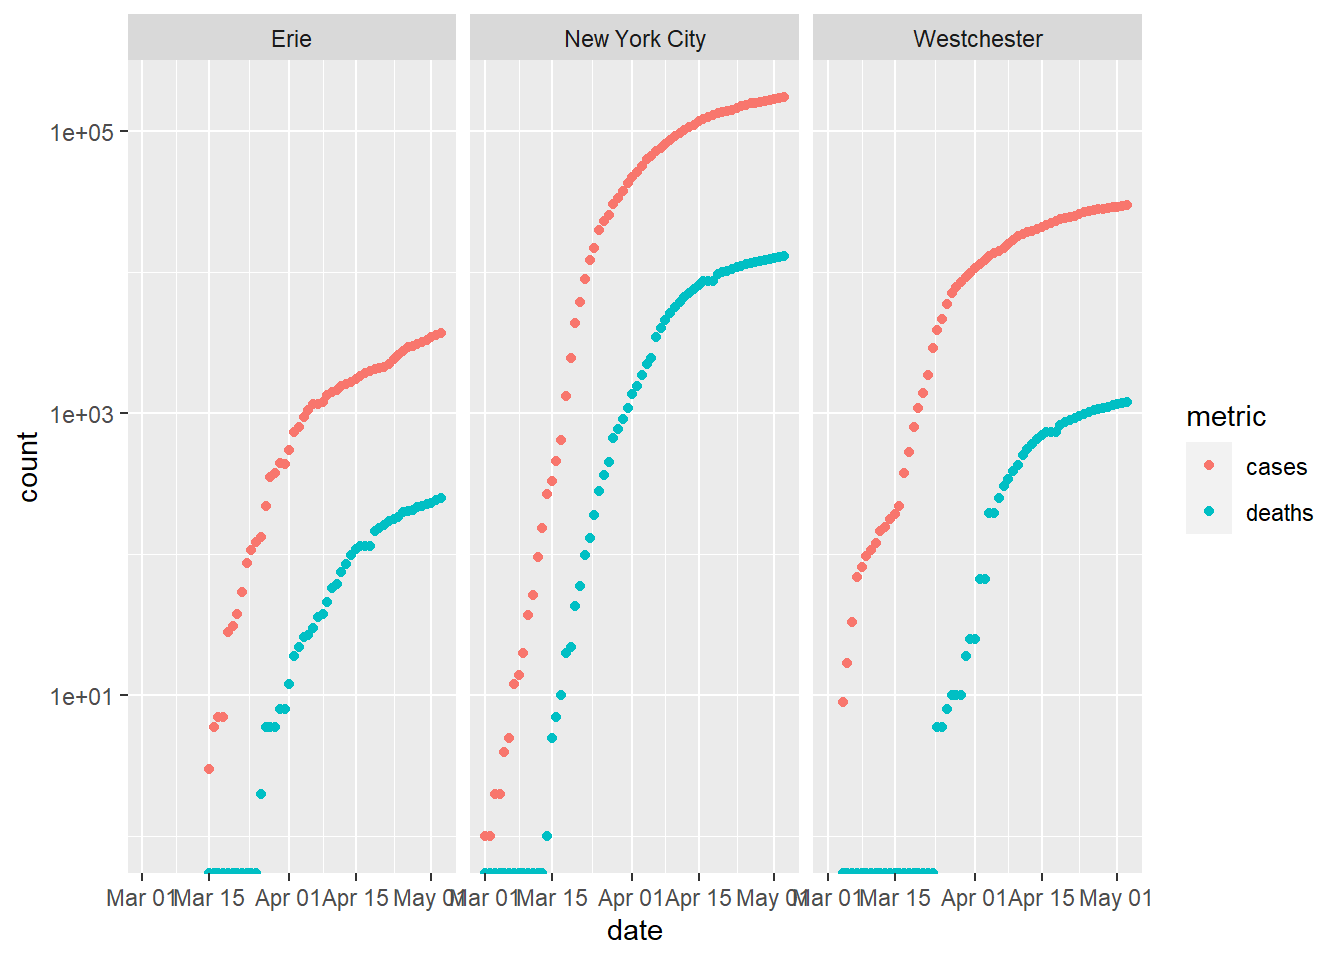 Erie
New York City
Westchester
1e+05
1e+03
1e+01
count
Mar 01 Mar 15 Apr 01 Apr 15 May 01
Mar 01 Mar 15 Apr 01 Apr 15 May 01
Mar 01 Mar 15 Apr 01 Apr 15 May 01
date
metric
cases
deaths